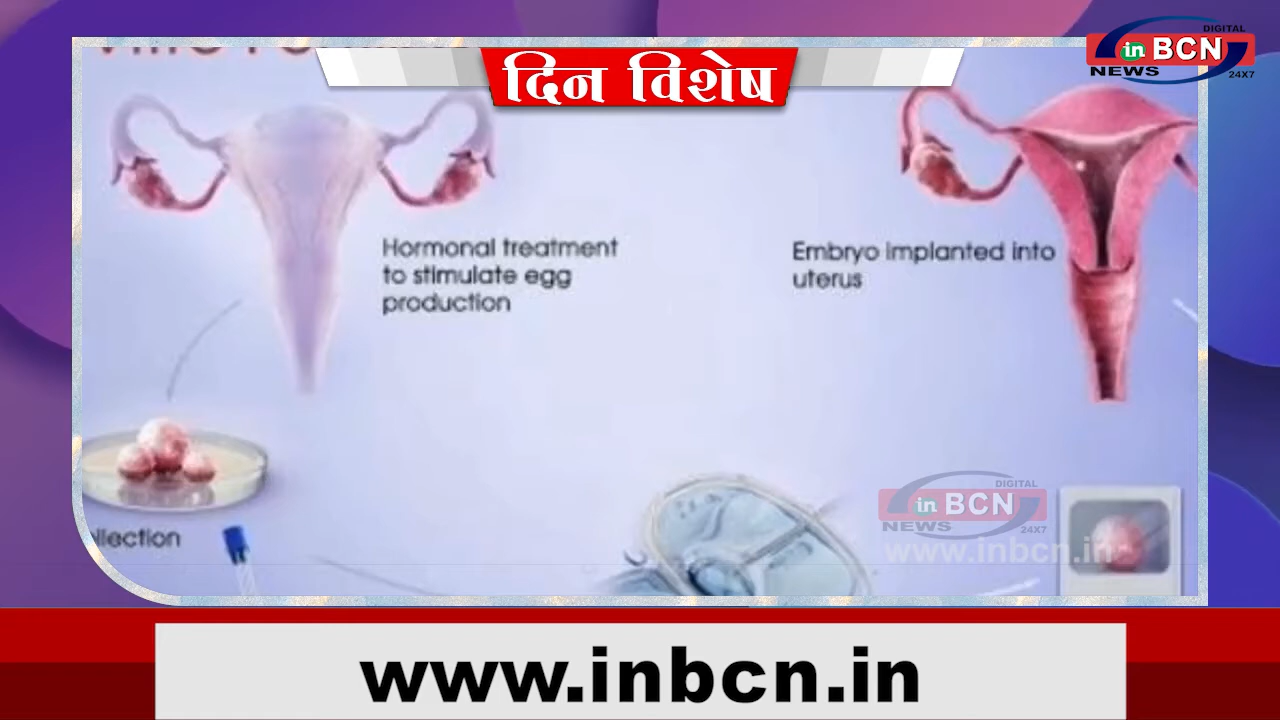 दिन विशेष
DIGITAL
in BCN
NEWS 24X7
Hormonal treatment
to stimulate egg
production
Embryo implanted into
uterus
DIGITAL
in BCN
NEWS 24X7
www.inbcn.in
www.inbcn.in